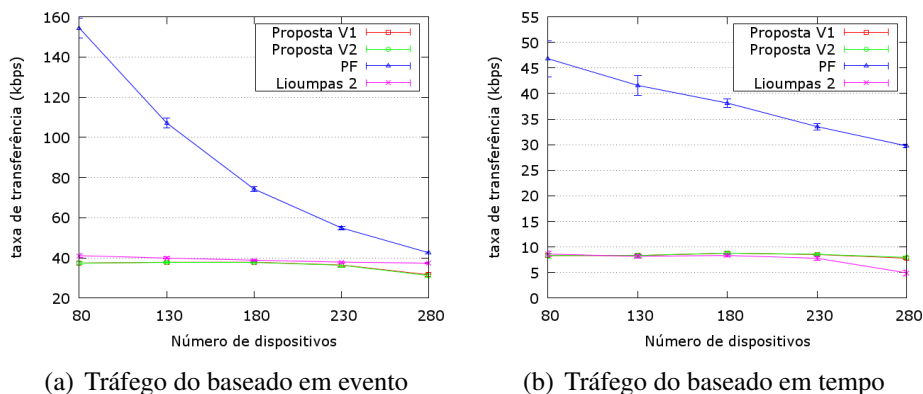 taxa de transferência (kbps)
160
140
120
100
80
60
40
20
80
130
180
230
280
Número de dispositivos
Proposta V1
Proposta V2
PF
Lioumpas 2
(a) Tráfego do baseado em evento
taxa de transferência (kbps)
55
50
45
40
35
30
25
20
15
10
5
0
80
130
180
230
280
Número de dispositivos
Proposta V1
Proposta V2
PF
Lioumpas 2
(b) Tráfego do baseado em tempo